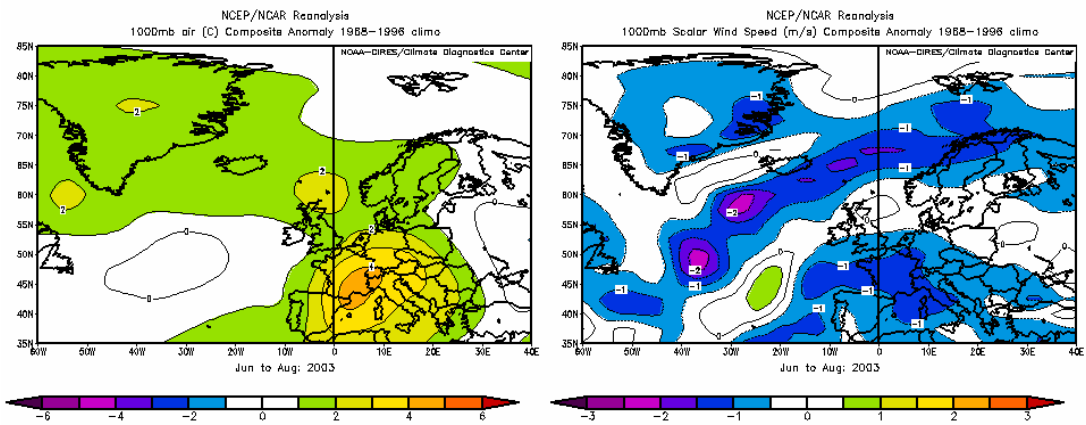 NCEP/NCAR Reanalysis
1000mb air (C) Composite Anomaly 1968-1996 climo
NOAA-CIRES/Climate Diagnostics Center
85N
80N
75N
70N
65N
60N
55N
50N
45N
40N
35N
2
2
2
2
4
0
0
0
0
60W
50W
40W
30W
20W
10W
0
10E
20E
30E
40E
Jun to Aug: 2003
-6
-4
-2
0
2
4
6
NCEP/NCAR Reanalysis
1000mb Scalar Wind Speed (m/s) Composite Anomaly 1968-1996 climo
NOAA-CIRES/Climate Diagnostics Center
85N
80N
75N
70N
65N
60N
55N
50N
45N
40N
35N
0
-1
-1
-1
-1
-1
0
-2
0
0
-2
-1
-1
-1
-1
-1
-1
60W
50W
40W
30W
20W
10W
0
10E
20E
30E
40E
Jun to Aug: 2003
-3
-2
-1
0
1
2
3